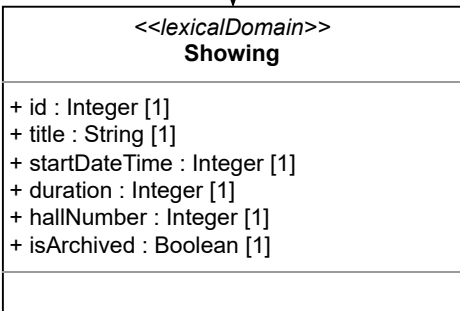 <<lexicalDomain>>
Showing
+ id : Integer [1]
+ title : String [1]
+ startDateTime : Integer [1]
+ duration : Integer [1]
+ hallNumber : Integer [1]
+ isArchived : Boolean [1]